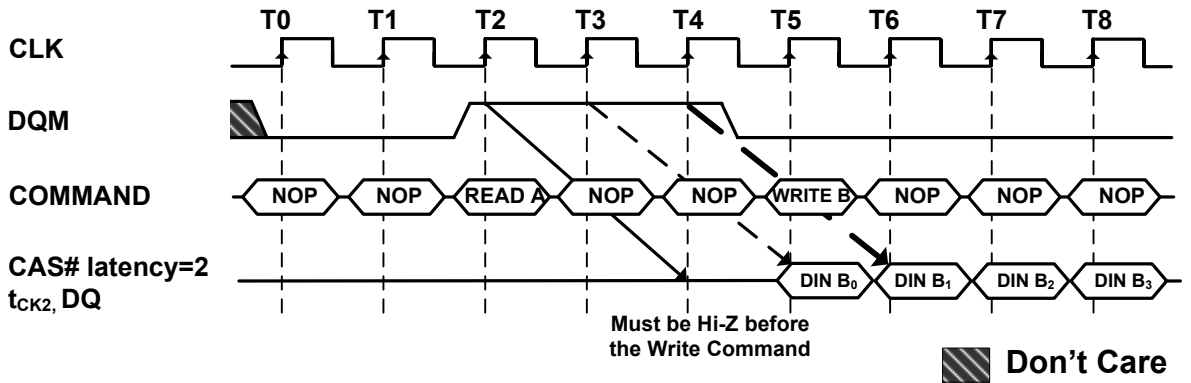 T0 T1 T2 T3 T4 T5 T6 T7 T8
CLK
DQM
COMMAND NOP NOP READ A NOP NOP WRITE B NOP NOP NOP
CAS# latency=2
tCK2, DQ DIN B0 DIN B1 DIN B2 DIN B3
Must be Hi-Z before
the Write Command
Don't Care